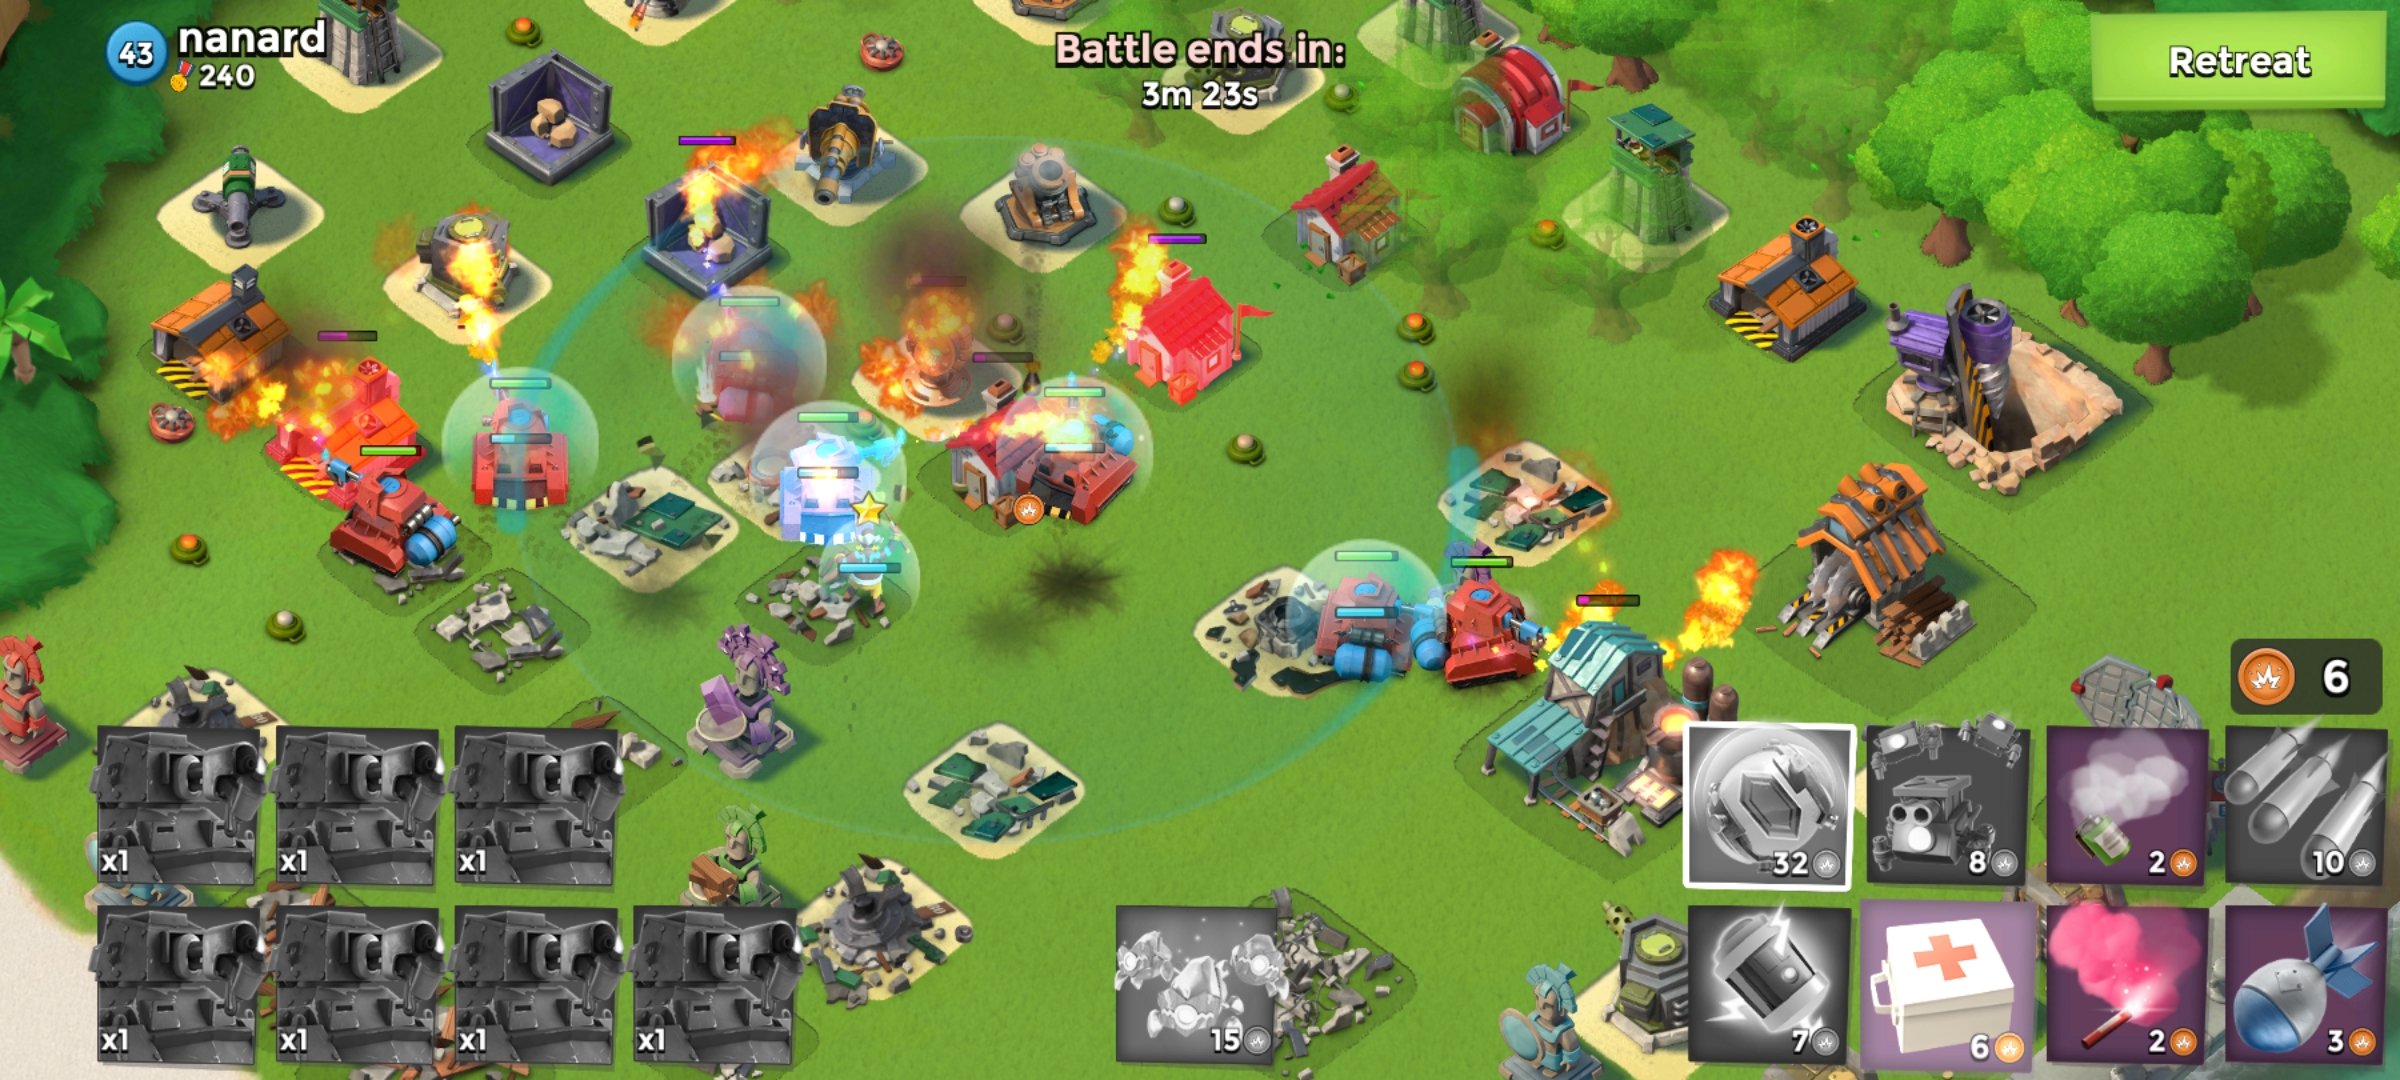 43 nanard
240
Battle ends in:
3m 23s
Retreat
6
x1
x1
x1
32
8
2
10
x1
x1
x1
x1
15
7
6
2
3